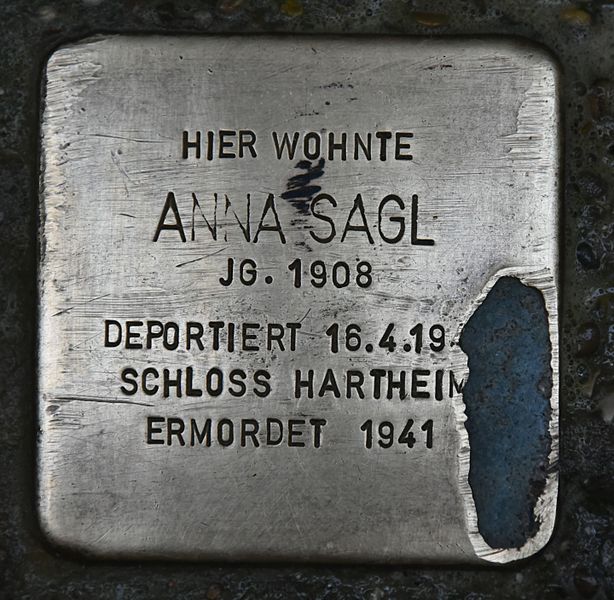 HIER WOHNTE
ANNA SAGL
JG. 1908
DEPORTIERT 16.4.19
SCHLOSS HARTHEIM
ERMORDET 1941